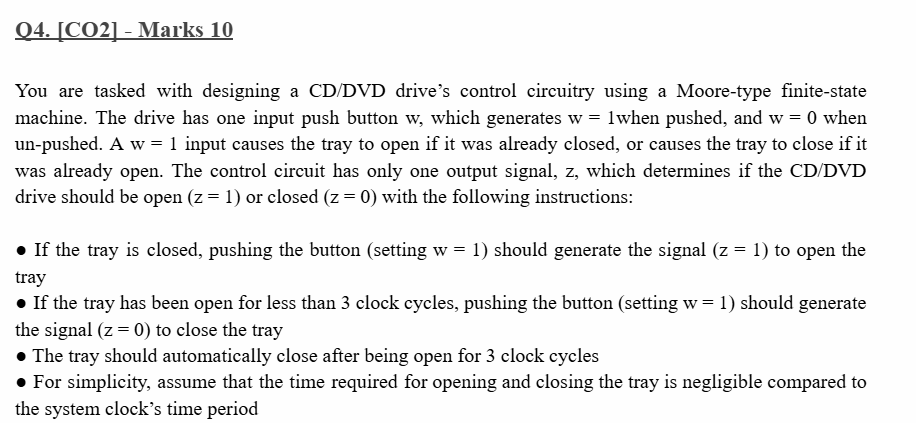 Q4. [CO2] - Marks 10
You are tasked with designing a CD/DVD drive’s control circuitry using a Moore-type finite-state
machine. The drive has one input push button w, which generates w = 1when pushed, and w = 0 when
un-pushed. A w = 1 input causes the tray to open if it was already closed, or causes the tray to close if it
was already open. The control circuit has only one output signal, z, which determines if the CD/DVD
drive should be open (z = 1) or closed (z = 0) with the following instructions:
● If the tray is closed, pushing the button (setting w = 1) should generate the signal (z = 1) to open the
tray
● If the tray has been open for less than 3 clock cycles, pushing the button (setting w = 1) should generate
the signal (z = 0) to close the tray
● The tray should automatically close after being open for 3 clock cycles
● For simplicity, assume that the time required for opening and closing the tray is negligible compared to
the system clock’s time period